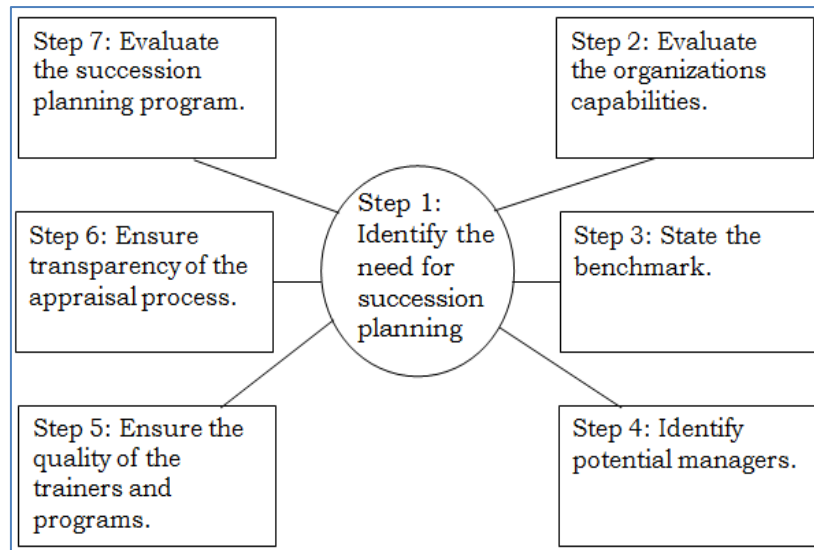 Step 7: Evaluate
the succession
planning program.
Step 2: Evaluate
the organizations
capabilities.
Step 1:
Identify the
need for
succession
planning
Step 6: Ensure
transparency of the
appraisal process.
Step 3: State the
benchmark.
Step 5: Ensure the
quality of the
trainers and
programs.
Step 4: Identify
potential managers.